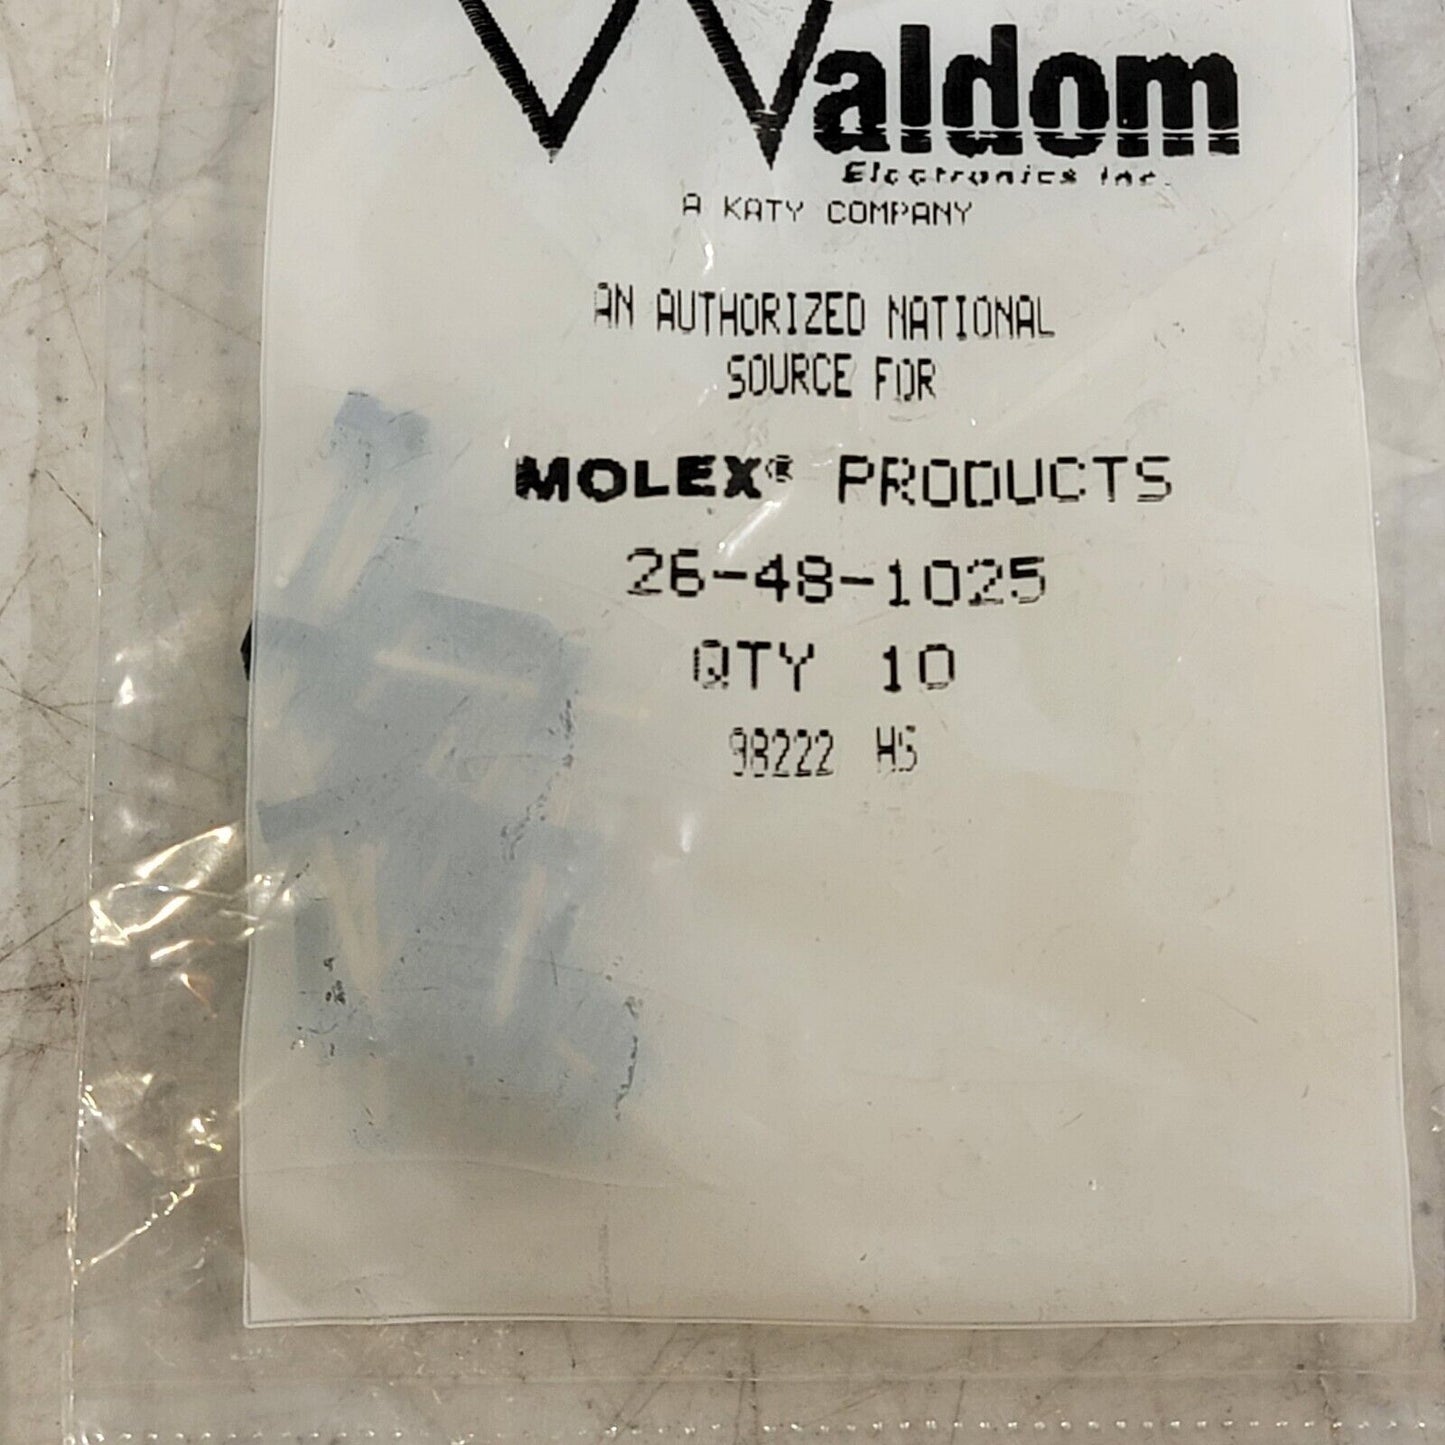 Waldom
Electronics Inc.
A KATY COMPANY
AN AUTHORIZED NATIONAL
SOURCE FOR
MOLEX® PRODUCTS
26-48-1025
QTY 10
98222 HS